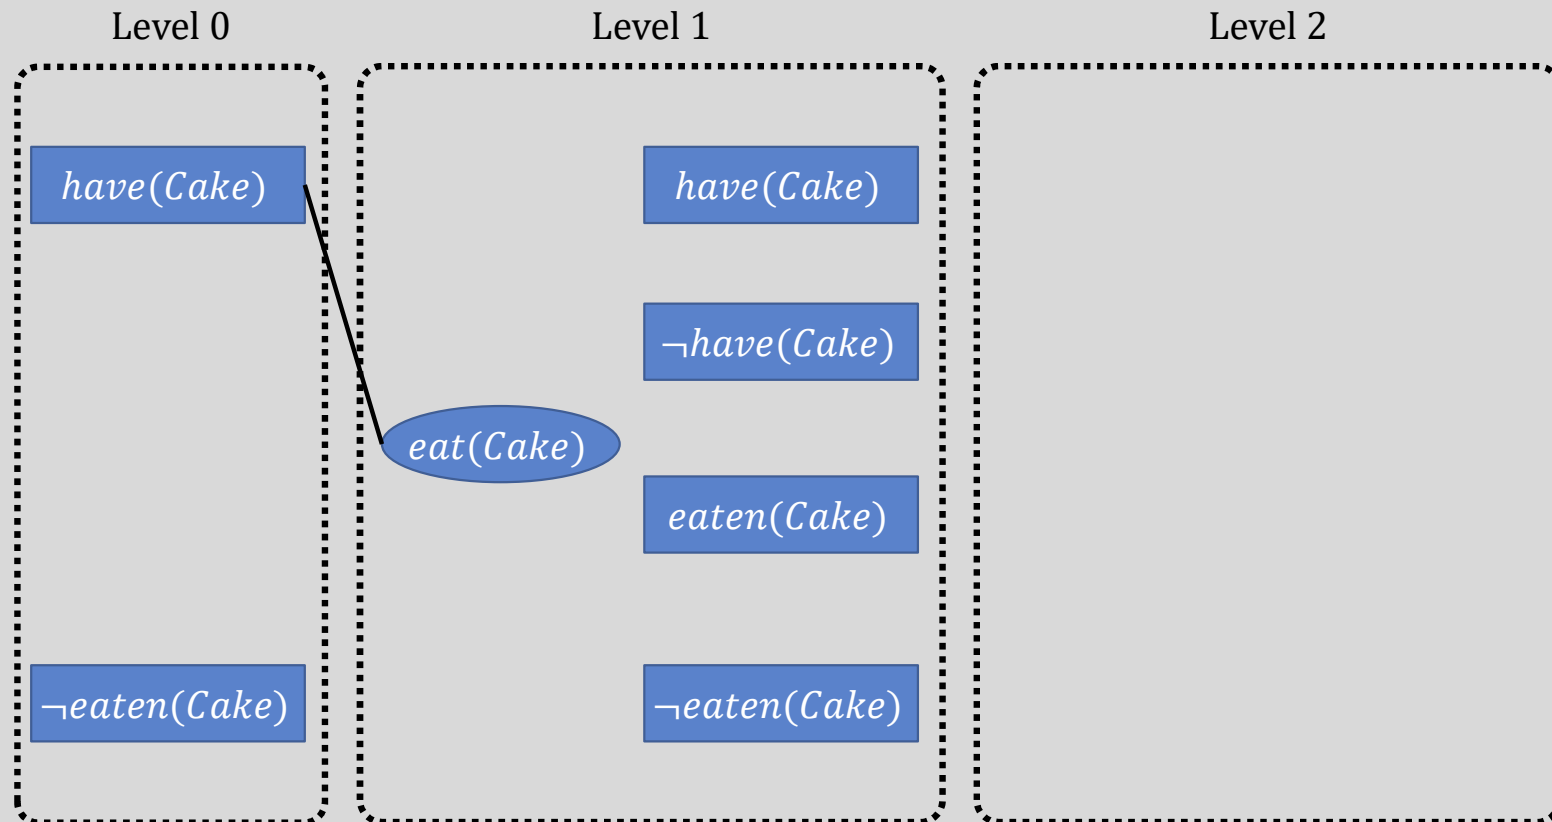 Level 0
Level 1
Level 2
have(Cake)
have(Cake)
¬have(Cake)
eat(Cake)
eaten(Cake)
¬eaten(Cake)
¬eaten(Cake)